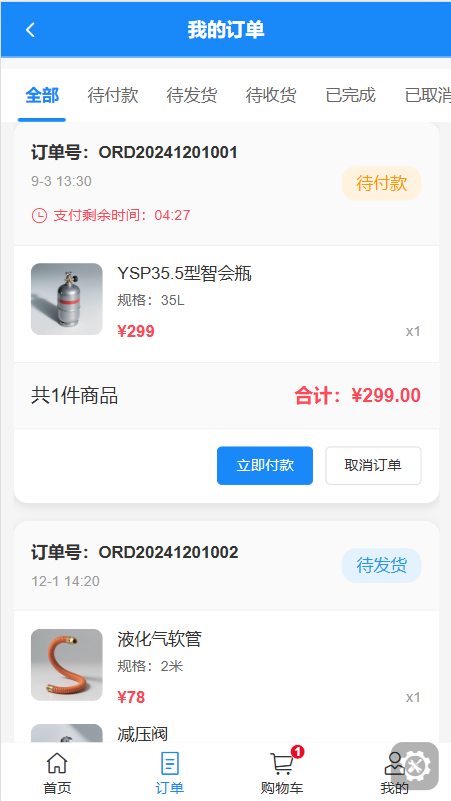 我的订单
全部 待付款 待发货 待收货 已完成 已取消
订单号：ORD20241201001
9-3 13:30
待付款
支付剩余时间：04:27
YSP35.5型智会瓶
规格：35L
¥299 x1
共1件商品 合计：¥299.00
立即付款 取消订单
订单号：ORD20241201002
12-1 14:20
待发货
液化气软管
规格：2米
¥78 x1
减压阀
1
首页 订单 购物车 我的